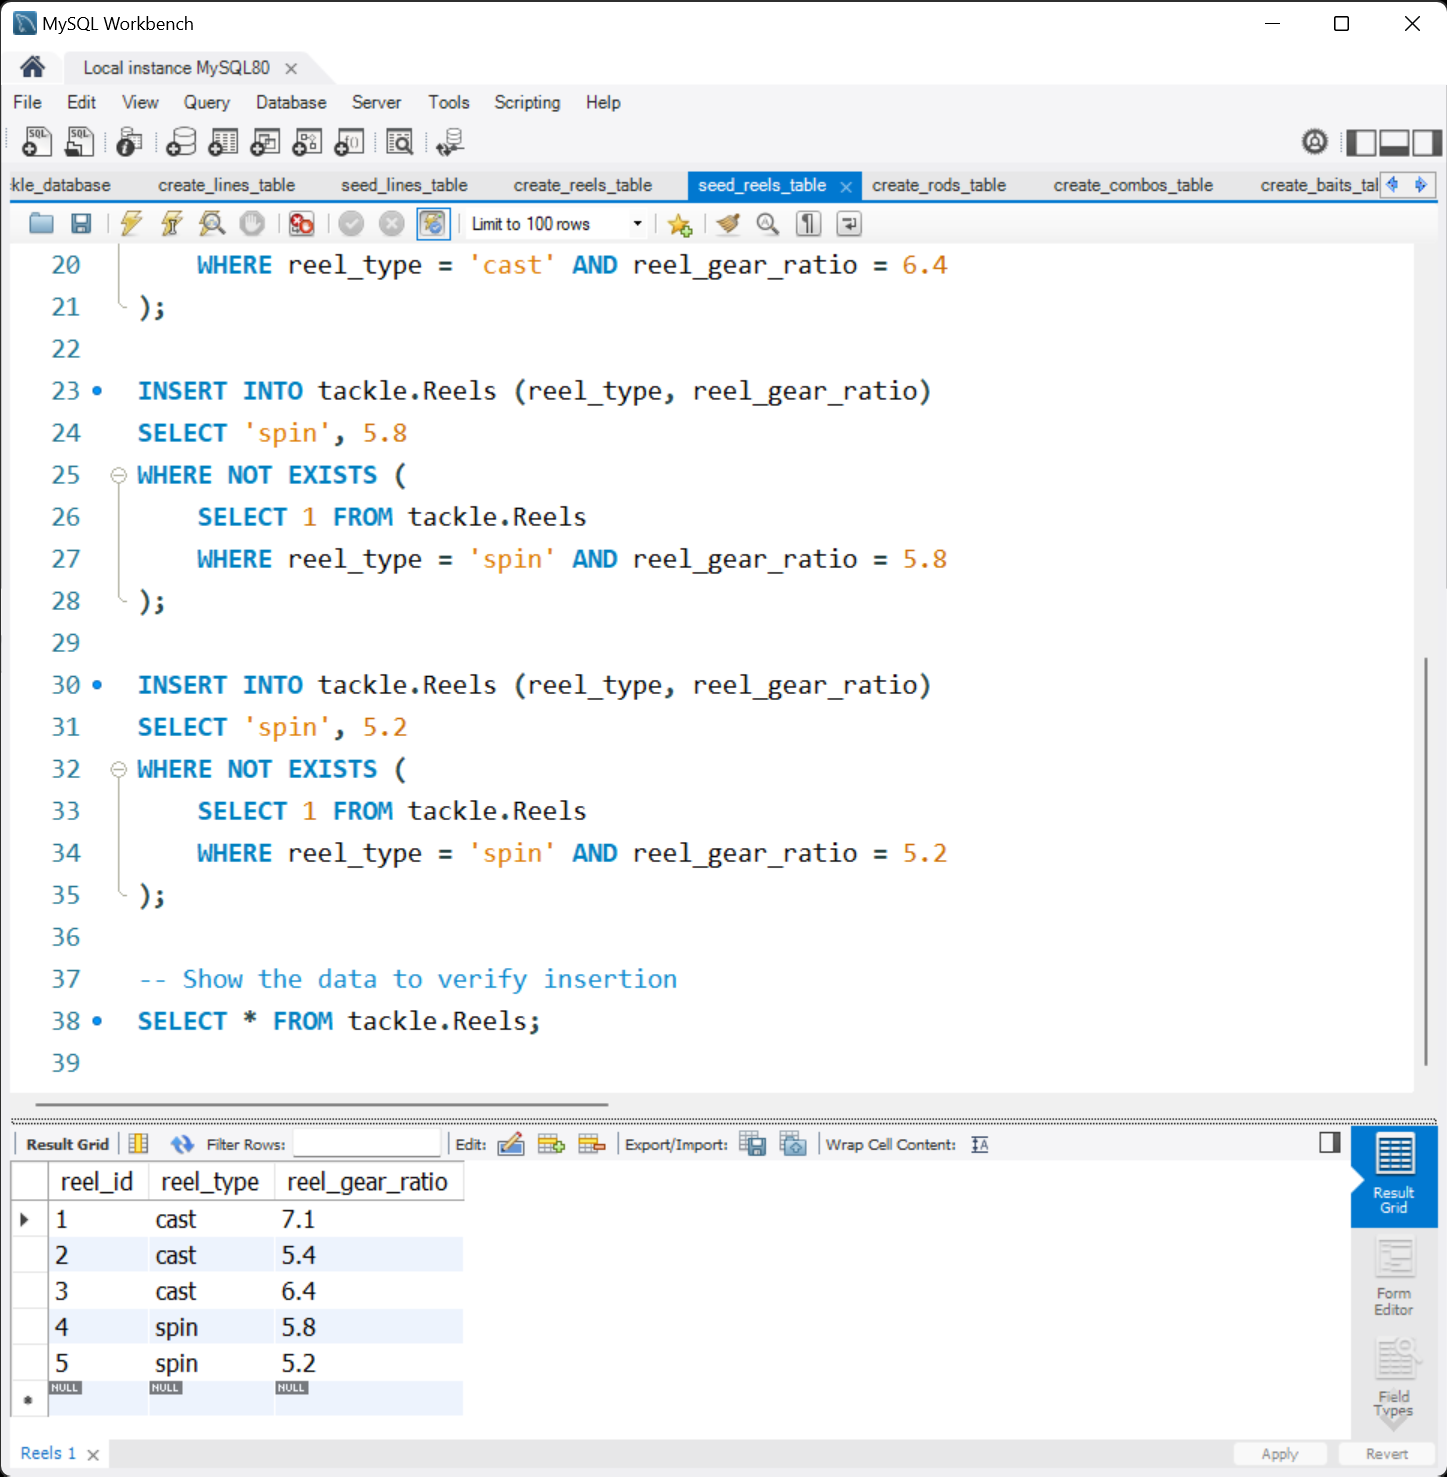 MySQL Workbench
Local instance MySQL80
File Edit View Query Database Server Tools Scripting Help
kle_database create_lines_table seed_lines_table create_reels_table seed_reels_table create_rods_table create_combos_table create_baits_tal
Limit to 100 rows
20 WHERE reel_type = 'cast' AND reel_gear_ratio = 6.4
21 );
22
23 INSERT INTO tackle.Reels (reel_type, reel_gear_ratio)
24 SELECT 'spin', 5.8
25 WHERE NOT EXISTS (
26 SELECT 1 FROM tackle.Reels
27 WHERE reel_type = 'spin' AND reel_gear_ratio = 5.8
28 );
29
30 INSERT INTO tackle.Reels (reel_type, reel_gear_ratio)
31 SELECT 'spin', 5.2
32 WHERE NOT EXISTS (
33 SELECT 1 FROM tackle.Reels
34 WHERE reel_type = 'spin' AND reel_gear_ratio = 5.2
35 );
36
37 -- Show the data to verify insertion
38 SELECT * FROM tackle.Reels;
39
Result Grid Filter Rows: Edit: Export/Import: Wrap Cell Content:
reel_id reel_type reel_gear_ratio
1 cast 7.1
2 cast 5.4
3 cast 6.4
4 spin 5.8
5 spin 5.2
NULL NULL NULL
Result
Grid
Form
Editor
Field
Types
Reels 1
Apply Revert